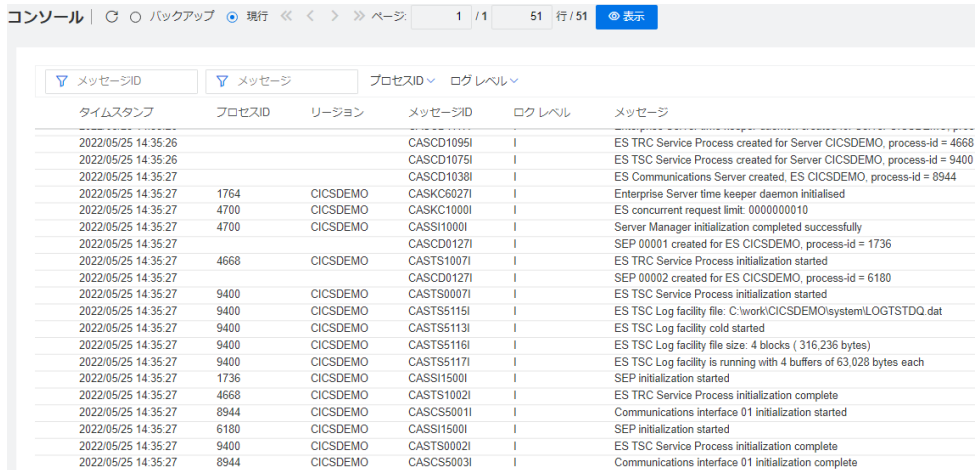 コンソール バックアップ 現行 ページ: 1 / 1 51 行 / 51 表示
メッセージID メッセージ プロセスID ログ レベル
タイムスタンプ プロセスID リージョン メッセージID ログ レベル メッセージ
2022/05/25 14:35:26 CASCD1095I I ES TRC Service Process created for Server CICSDEMO, process-id = 4668
2022/05/25 14:35:26 CASCD1075I I ES TSC Service Process created for Server CICSDEMO, process-id = 9400
2022/05/25 14:35:27 CASCD1038I I ES Communications Server created, ES CICSDEMO, process-id = 8944
2022/05/25 14:35:27 1764 CICSDEMO CASKC6027I I Enterprise Server time keeper daemon initialised
2022/05/25 14:35:27 4700 CICSDEMO CASKC1000I I ES concurrent request limit: 0000000010
2022/05/25 14:35:27 4700 CICSDEMO CASSI1000I I Server Manager initialization completed successfully
2022/05/25 14:35:27 CASCD0127I I SEP 00001 created for ES CICSDEMO, process-id = 1736
2022/05/25 14:35:27 4668 CICSDEMO CASTS1007I I ES TRC Service Process initialization started
2022/05/25 14:35:27 CASCD0127I I SEP 00002 created for ES CICSDEMO, process-id = 6180
2022/05/25 14:35:27 9400 CICSDEMO CASTS0007I I ES TSC Service Process initialization started
2022/05/25 14:35:27 9400 CICSDEMO CASTS5115I I ES TSC Log facility file: C:\work\CICSDEMO\system\LOGTSTDQ.dat
2022/05/25 14:35:27 9400 CICSDEMO CASTS5113I I ES TSC Log facility cold started
2022/05/25 14:35:27 9400 CICSDEMO CASTS5116I I ES TSC Log facility file size: 4 blocks ( 316,236 bytes)
2022/05/25 14:35:27 9400 CICSDEMO CASTS5117I I ES TSC Log facility is running with 4 buffers of 63,028 bytes each
2022/05/25 14:35:27 1736 CICSDEMO CASSI1500I I SEP initialization started
2022/05/25 14:35:27 4668 CICSDEMO CASTS1002I I ES TRC Service Process initialization complete
2022/05/25 14:35:27 8944 CICSDEMO CASCS5001I I Communications interface 01 initialization started
2022/05/25 14:35:27 6180 CICSDEMO CASSI1500I I SEP initialization started
2022/05/25 14:35:27 9400 CICSDEMO CASTS0002I I ES TSC Service Process initialization complete
2022/05/25 14:35:27 8944 CICSDEMO CASCS5003I I Communications interface 01 initialization complete